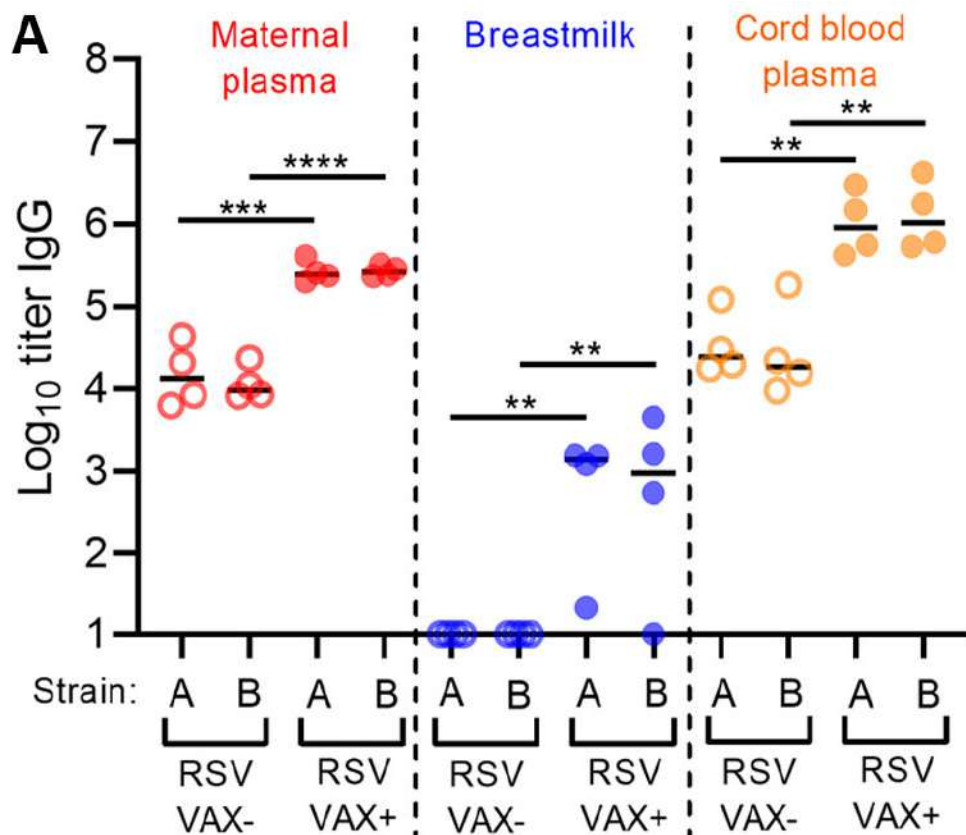 A
Maternal
plasma
Breastmilk
Cord blood
plasma
Log10 titer IgG
8
7
6
5
4
3
2
1
***
****
**
**
**
**
Strain: A B A B A B A B A B A B
RSV
VAX-
RSV
VAX+
RSV
VAX-
RSV
VAX+
RSV
VAX-
RSV
VAX+